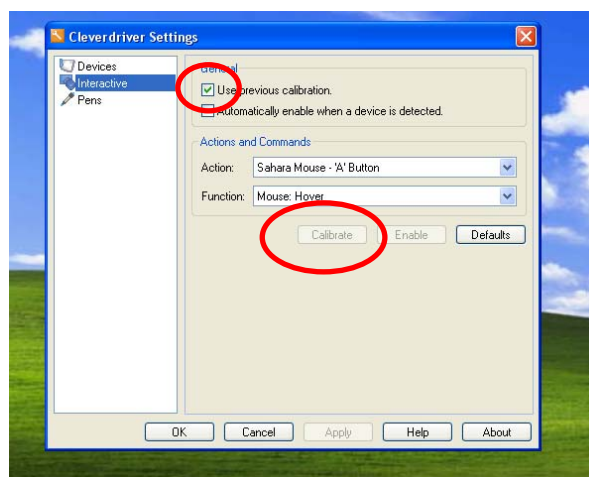 Cleverdriver Settings
Devices
Interactive
Pens
General
Use previous calibration.
Automatically enable when a device is detected.
Actions and Commands
Action: Sahara Mouse - 'A' Button
Function: Mouse: Hover
Calibrate Enable Defaults
OK Cancel Apply Help About